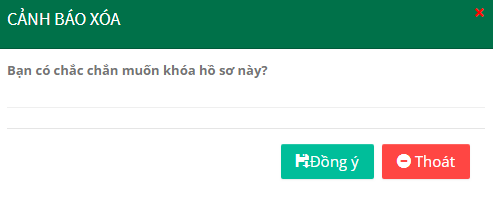 CẢNH BÁO XÓA
Bạn có chắc chắn muốn khóa hồ sơ này?
Đồng ý
Thoát